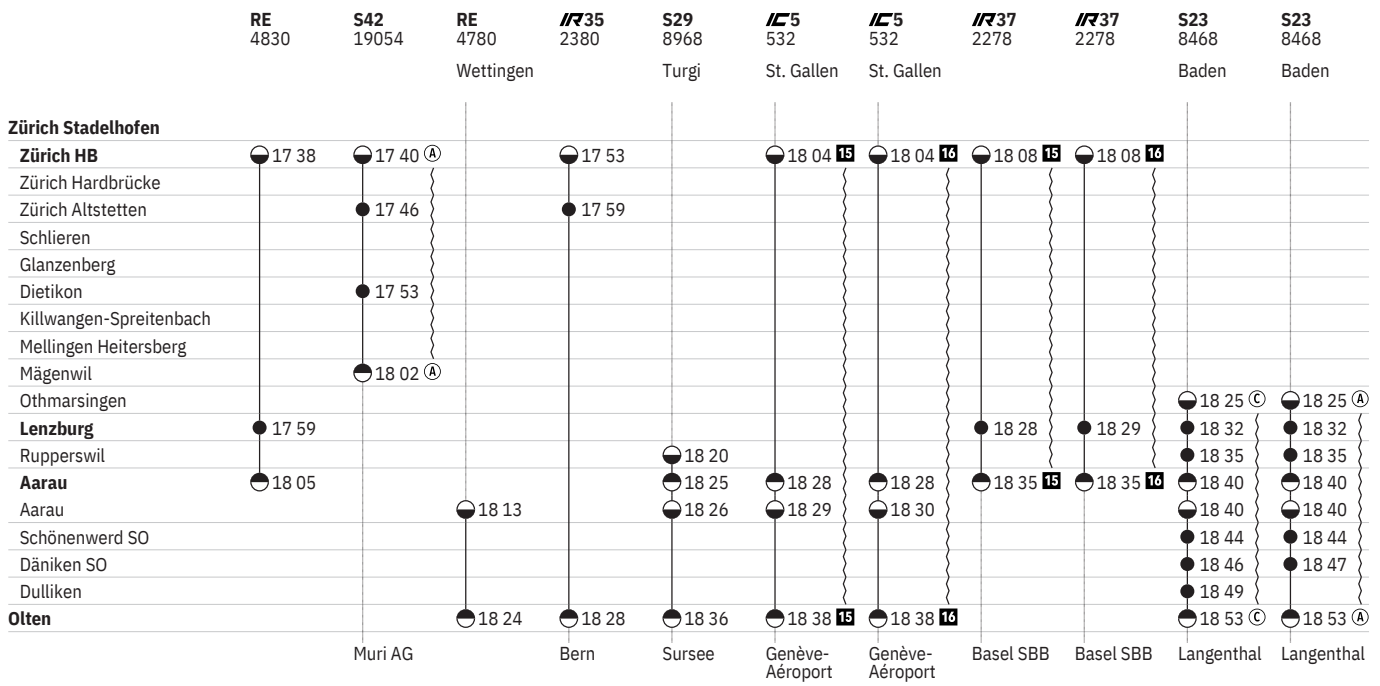 RE S42 RE IR35 S29 IC5 IC5 IR37 IR37 S23 S23
4830 19054 4780 2380 8968 532 532 2278 2278 8468 8468
Wettingen Turgi St. Gallen St. Gallen Baden Baden
Zürich Stadelhofen
Zürich HB 17 38 17 40 A 17 53 18 04 15 18 04 16 18 08 15 18 08 16
Zürich Hardbrücke
Zürich Altstetten 17 46 17 59
Schlieren
Glanzenberg
Dietikon 17 53
Killwangen-Spreitenbach
Mellingen Heitersberg
Mägenwil 18 02 A
Othmarsingen 18 25 C 18 25 A
Lenzburg 17 59 18 28 18 29 18 32 18 32
Rupperswil 18 20 18 35 18 35
Aarau 18 05 18 25 18 28 18 28 18 35 15 18 35 16 18 40 18 40
Aarau 18 13 18 26 18 29 18 30 18 40 18 40
Schönenwerd SO 18 44 18 44
Däniken SO 18 46 18 47
Dulliken 18 49
Olten 18 24 18 28 18 36 18 38 15 18 38 16 18 53 C 18 53 A
Muri AG Bern Sursee Genève- Genève- Basel SBB Basel SBB Langenthal Langenthal
Aéroport Aéroport